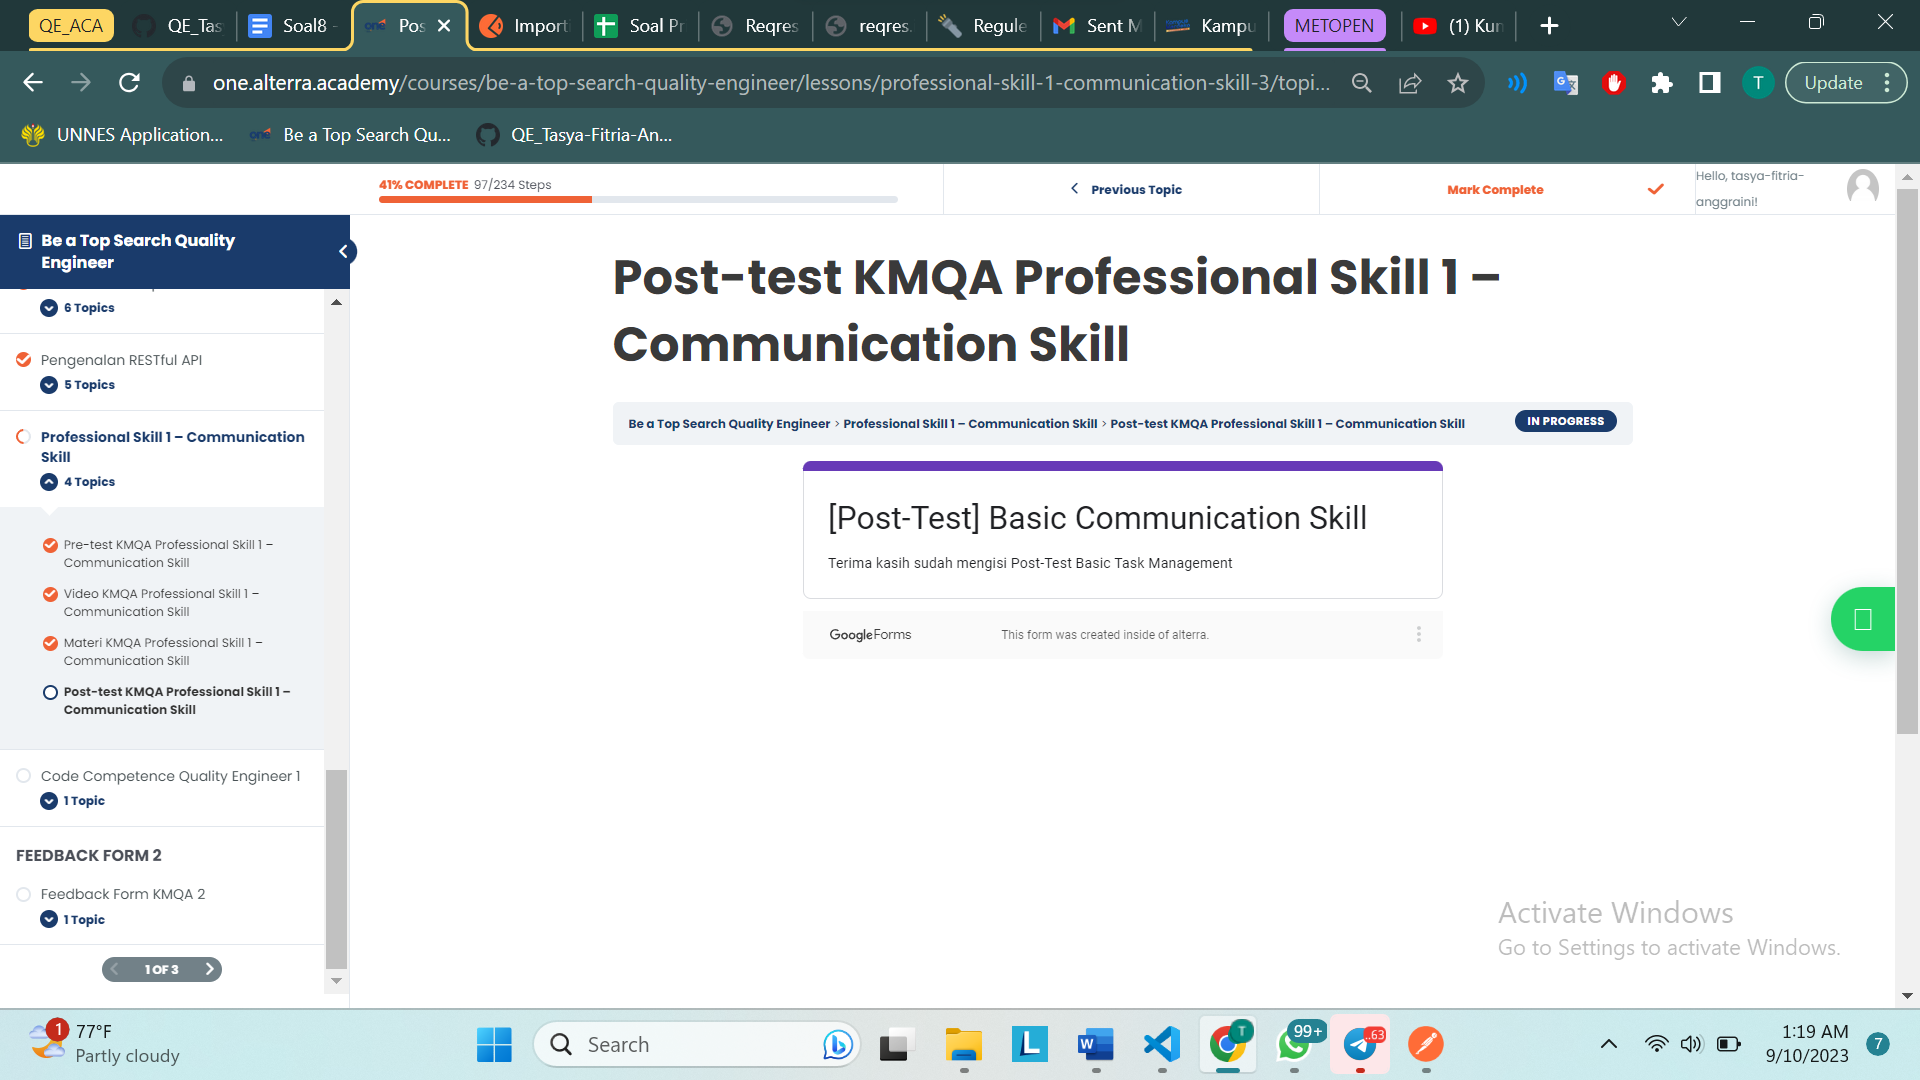 QE_ACA
QE_Tas
Soal8 -
Pos
Importi
Soal Pr
Reqres
reqres.
Regule
Sent M
Kampu
METOPEN
(1) Kun
one.alterra.academy/courses/be-a-top-search-quality-engineer/lessons/professional-skill-1-communication-skill-3/topi...
T
Update
UNNES Application...
one
Be a Top Search Qu...
QE_Tasya-Fitria-An...
41% COMPLETE 97/234 Steps
Previous Topic
Mark Complete
Hello, tasya-fitria-
anggraini!
Be a Top Search Quality
Engineer
6 Topics
Pengenalan RESTful API
5 Topics
Professional Skill 1 – Communication
Skill
4 Topics
Pre-test KMQA Professional Skill 1 –
Communication Skill
Video KMQA Professional Skill 1 –
Communication Skill
Materi KMQA Professional Skill 1 –
Communication Skill
Post-test KMQA Professional Skill 1 –
Communication Skill
Code Competence Quality Engineer 1
1 Topic
FEEDBACK FORM 2
Feedback Form KMQA 2
1 Topic
1 OF 3
Post-test KMQA Professional Skill 1 –
Communication Skill
Be a Top Search Quality Engineer > Professional Skill 1 – Communication Skill > Post-test KMQA Professional Skill 1 – Communication Skill
IN PROGRESS
[Post-Test] Basic Communication Skill
Terima kasih sudah mengisi Post-Test Basic Task Management
Google Forms
This form was created inside of alterra.
Activate Windows
Go to Settings to activate Windows.
1
77°F
Partly cloudy
Search
L
W
T
99+
..63
1:19 AM
9/10/2023
7